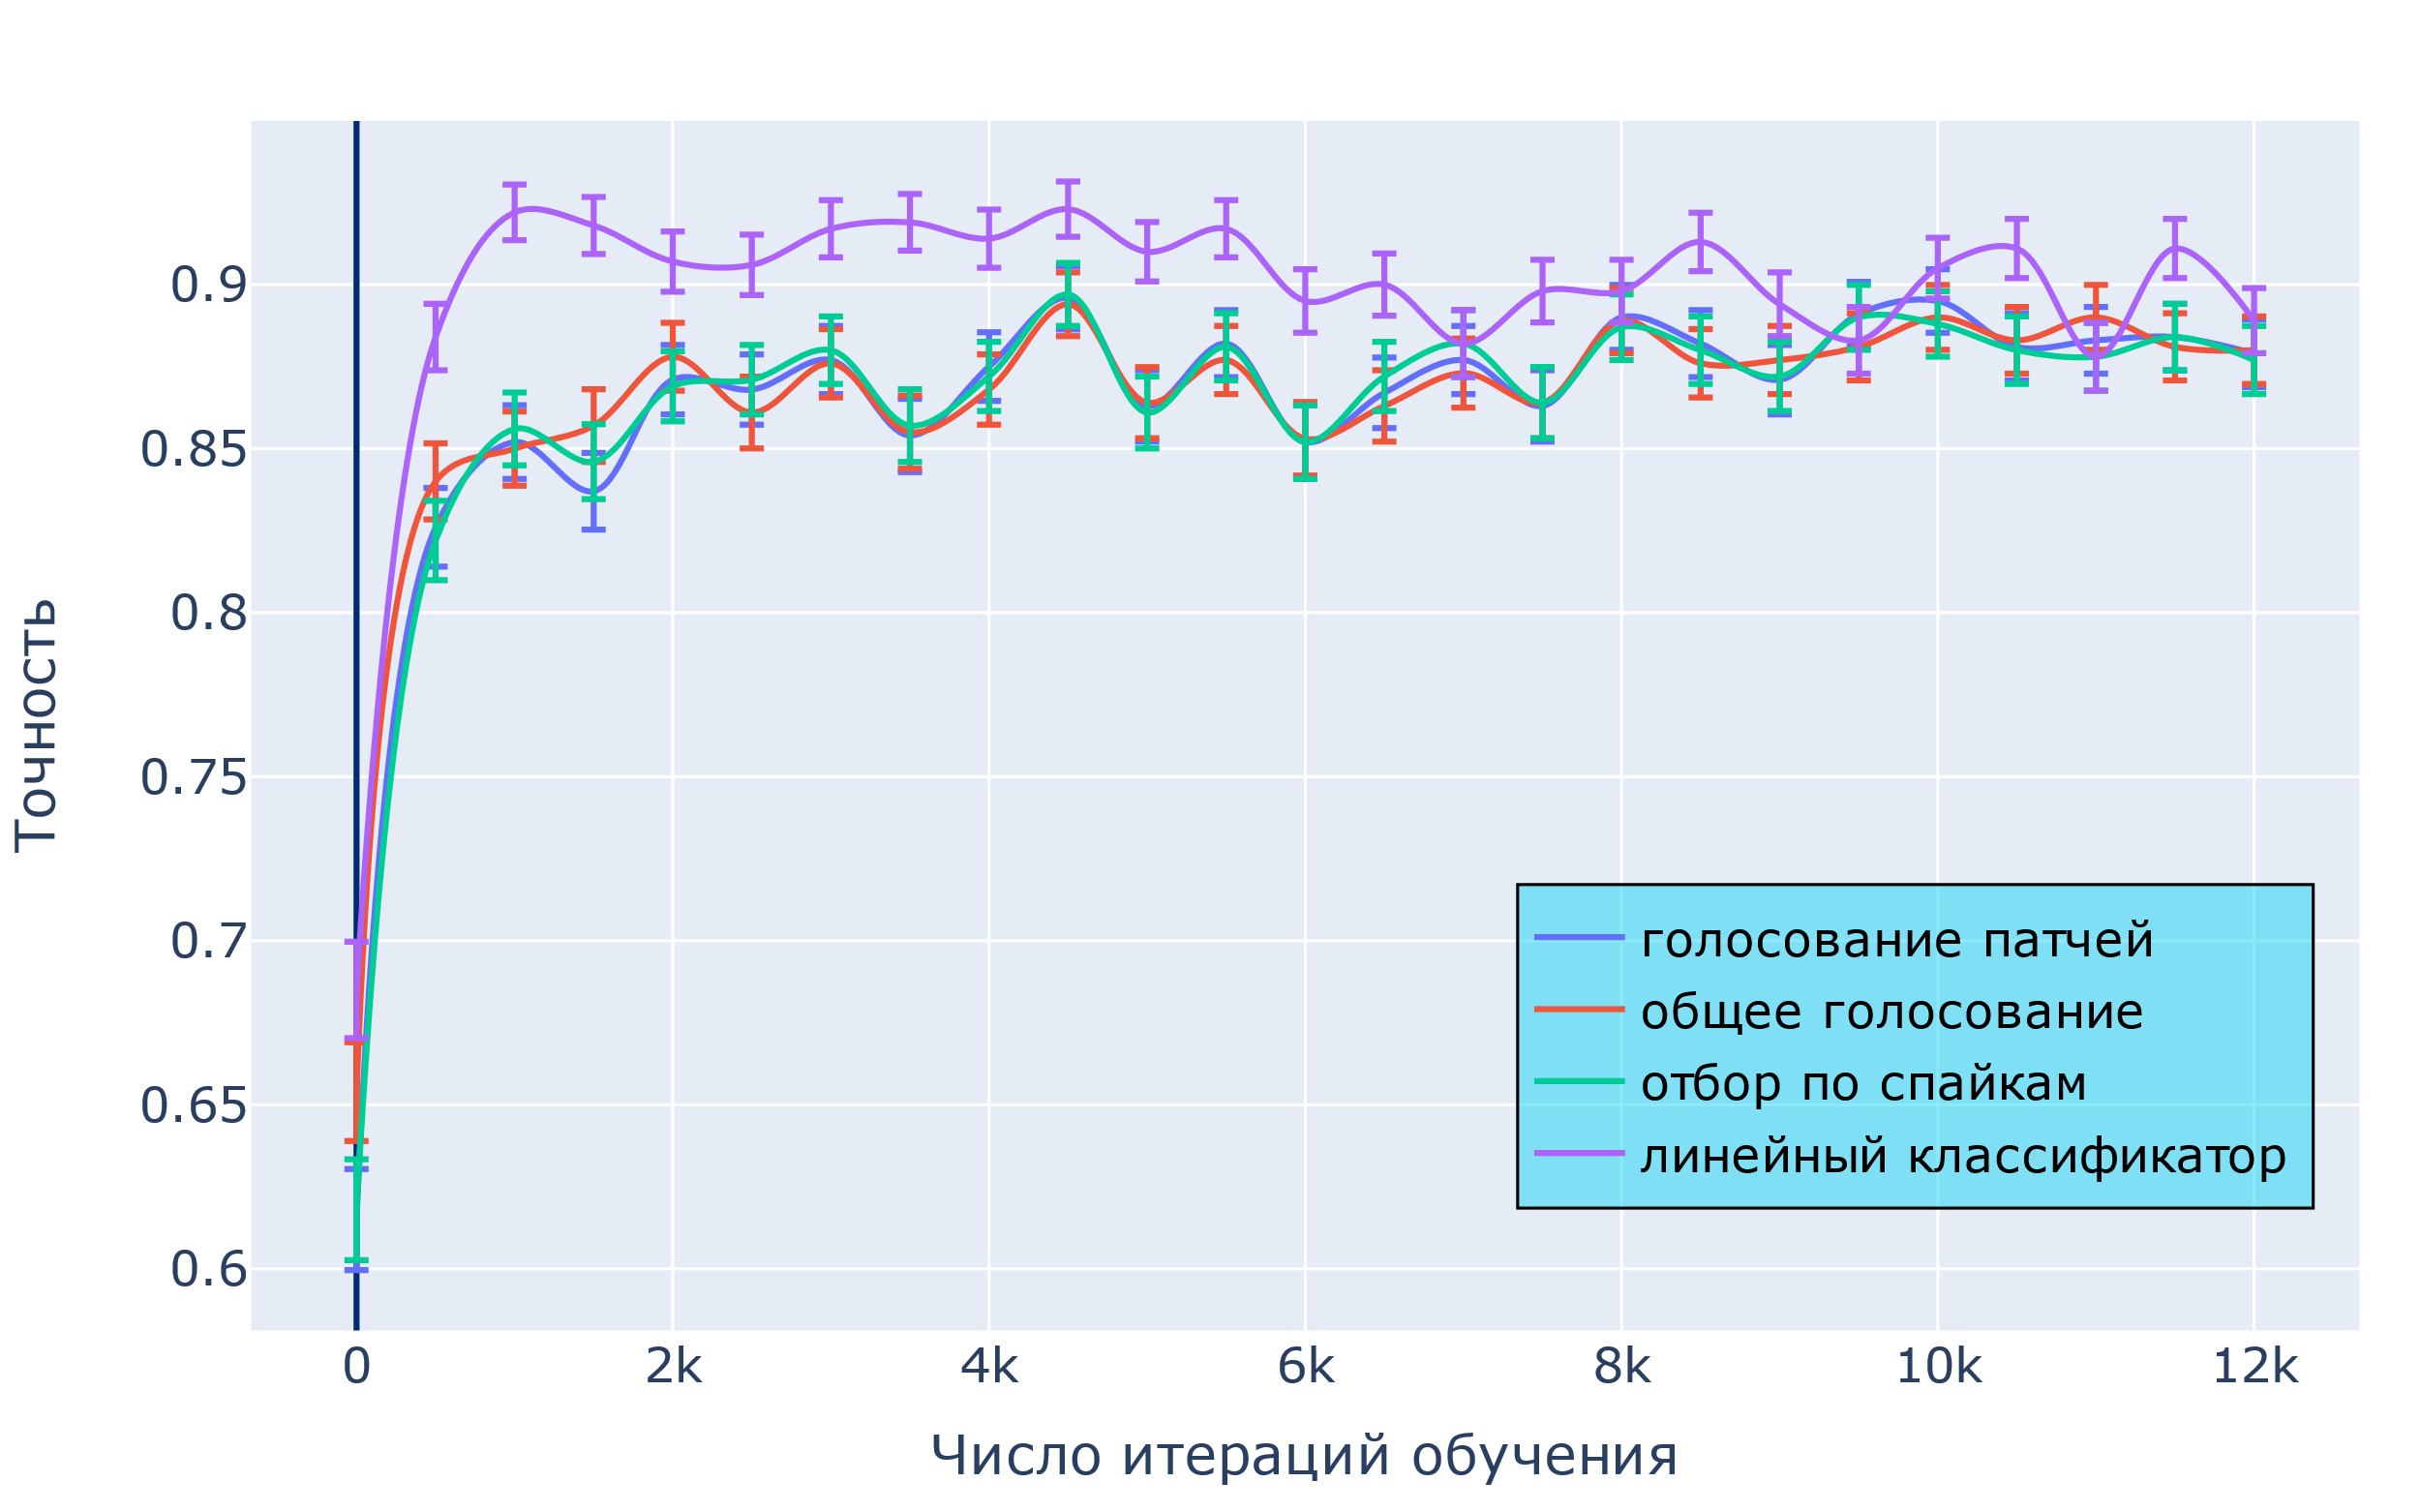 Точность
0.9
0.85
0.8
0.75
0.7
0.65
0.6
голосование патчей
общее голосование
отбор по спайкам
линейный классификатор
0 2k 4k 6k 8k 10k 12k
Число итераций обучения